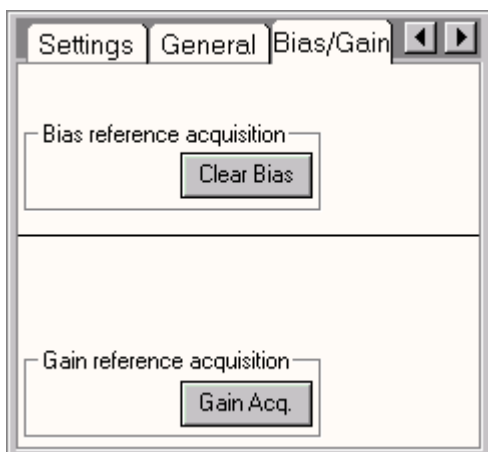 Settings General Bias/Gain
Bias reference acquisition
Clear Bias
Gain reference acquisition
Gain Acq.